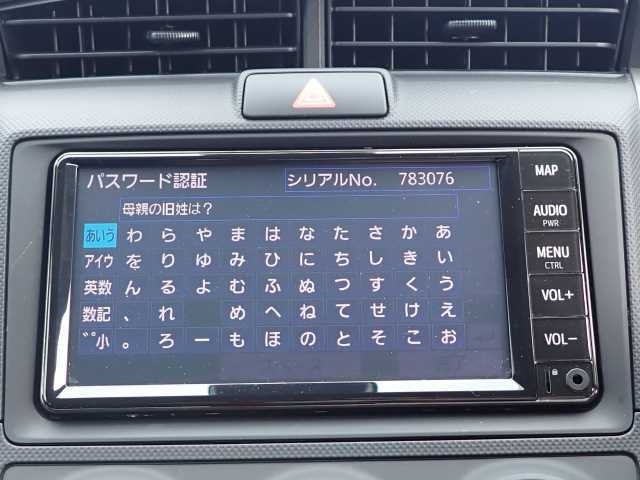 パスワード認証 シリアルNo. 783076
母親の旧姓は?
あいう わ ら や ま は な た さ か あ
アイウ を り ゆ み ひ に ち し き い
英数 ん る よ む ふ ぬ つ す く う
数記 、 れ め へ ね て せ け え
゛゜小 。 ろ ー も ほ の と そ こ お
MAP
AUDIO
PWR
MENU
CTRL
VOL+
VOL-